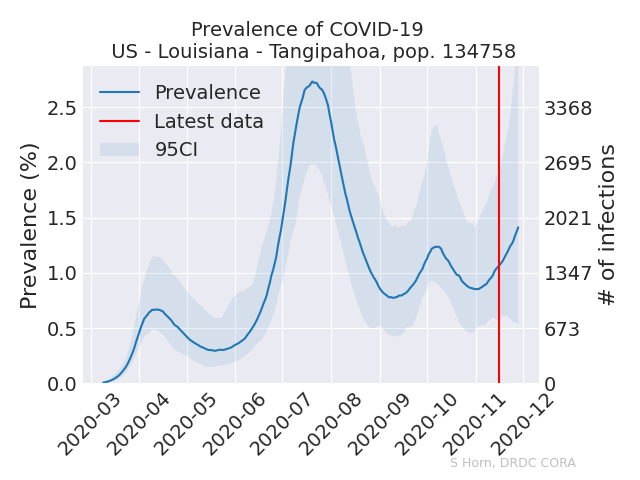 Prevalence of COVID-19
US - Louisiana - Tangipahoa, pop. 134758
Prevalence
Latest data
95CI
Prevalence (%)
2.5
2.0
1.5
1.0
0.5
0.0
3368
2695
2021
1347
673
0
# of infections
2020-03
2020-04
2020-05
2020-06
2020-07
2020-08
2020-09
2020-10
2020-11
2020-12
S Horn, DRDC CORA